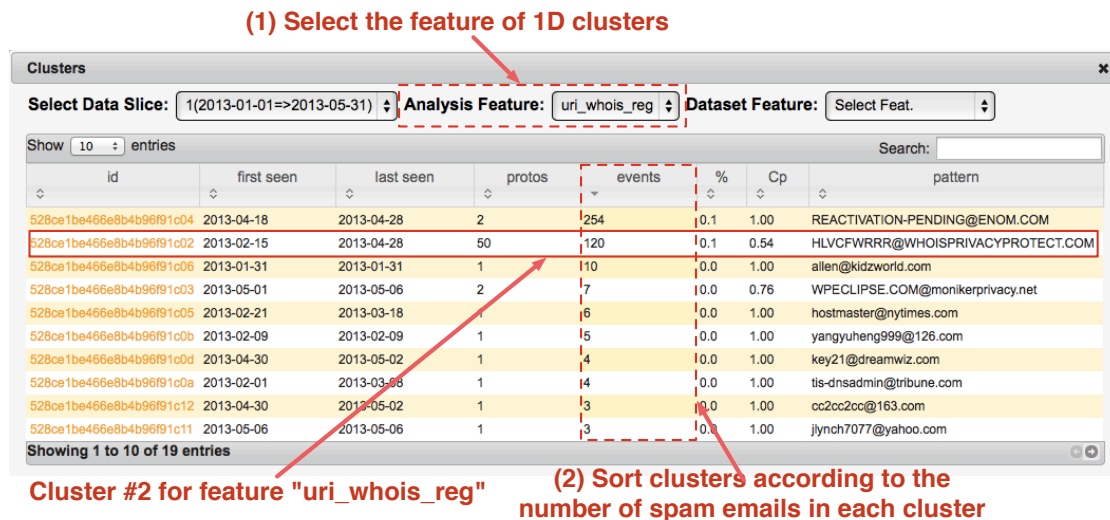 (1) Select the feature of 1D clusters
Clusters
Select Data Slice: 1(2013-01-01=>2013-05-31) Analysis Feature: uri_whois_reg Dataset Feature: Select Feat.
Show 10 entries Search:
id first seen last seen protos events % Cp pattern
528ce1be466e8b4b96f91c04 2013-04-18 2013-04-28 2 254 0.1 1.00 REACTIVATION-PENDING@ENOM.COM
528ce1be466e8b4b96f91c02 2013-02-15 2013-04-28 50 120 0.1 0.54 HLVCFWRRR@WHOISPRIVACYPROTECT.COM
528ce1be466e8b4b96f91c06 2013-01-31 2013-01-31 1 10 0.0 1.00 allen@kidzworld.com
528ce1be466e8b4b96f91c03 2013-05-01 2013-05-06 2 7 0.0 0.76 WPECLIPSE.COM@monikerprivacy.net
528ce1be466e8b4b96f91c05 2013-02-21 2013-03-18 1 6 0.0 1.00 hostmaster@nytimes.com
528ce1be466e8b4b96f91c0b 2013-02-09 2013-02-09 1 5 0.0 1.00 yangyuheng999@126.com
528ce1be466e8b4b96f91c0d 2013-04-30 2013-05-02 1 4 0.0 1.00 key21@dreamwiz.com
528ce1be466e8b4b96f91c0a 2013-02-01 2013-03-08 1 4 0.0 1.00 tis-dnsadmin@tribune.com
528ce1be466e8b4b96f91c12 2013-04-30 2013-05-02 1 3 0.0 1.00 cc2cc2cc@163.com
528ce1be466e8b4b96f91c11 2013-05-06 2013-05-06 1 3 0.0 1.00 jlynch7077@yahoo.com
Showing 1 to 10 of 19 entries
Cluster #2 for feature "uri_whois_reg"
(2) Sort clusters according to the
number of spam emails in each cluster